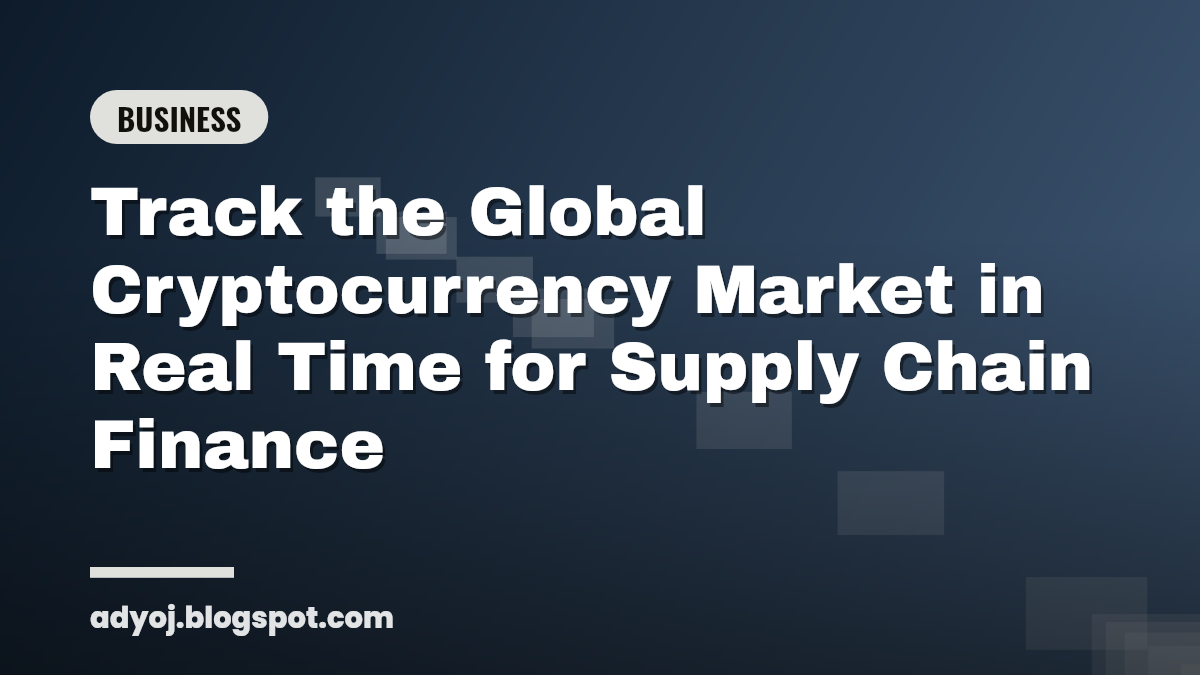 BUSINESS
Track the Global
Cryptocurrency Market in
Real Time for Supply Chain
Finance
adyoj.blogspot.com